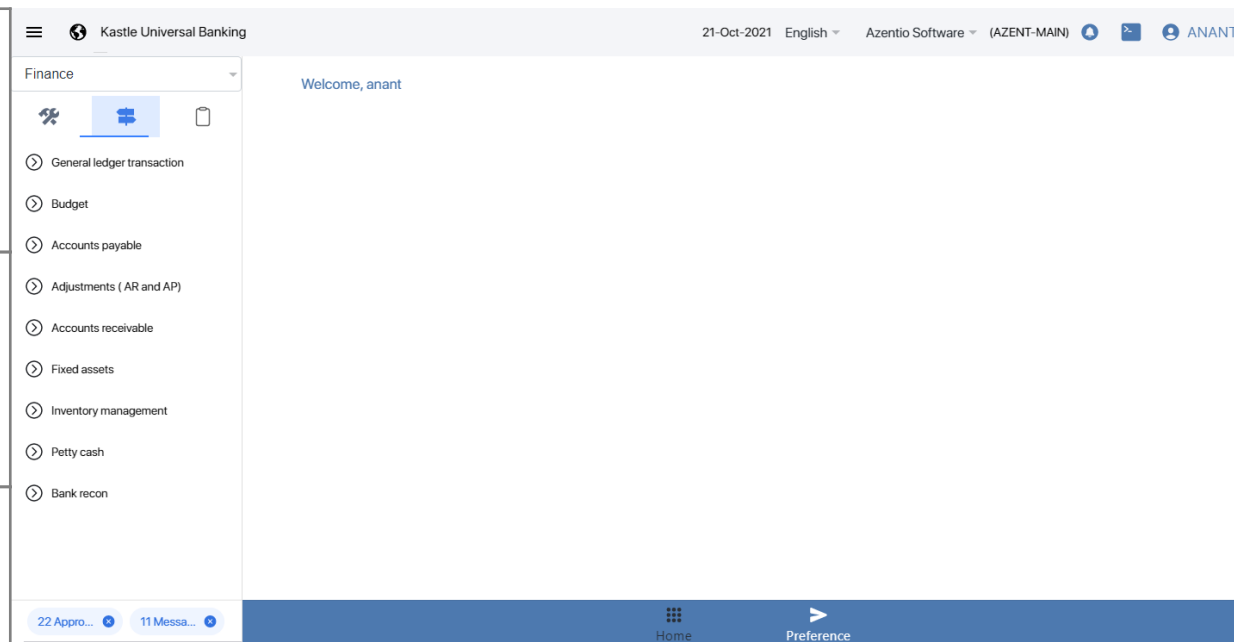 Kastle Universal Banking 21-Oct-2021 English Azentio Software (AZENT-MAIN) ANANT
Finance
Welcome, anant
General ledger transaction
Budget
Accounts payable
Adjustments ( AR and AP)
Accounts receivable
Fixed assets
Inventory management
Petty cash
Bank recon
22 Appro... 11 Messa...
Home Preference